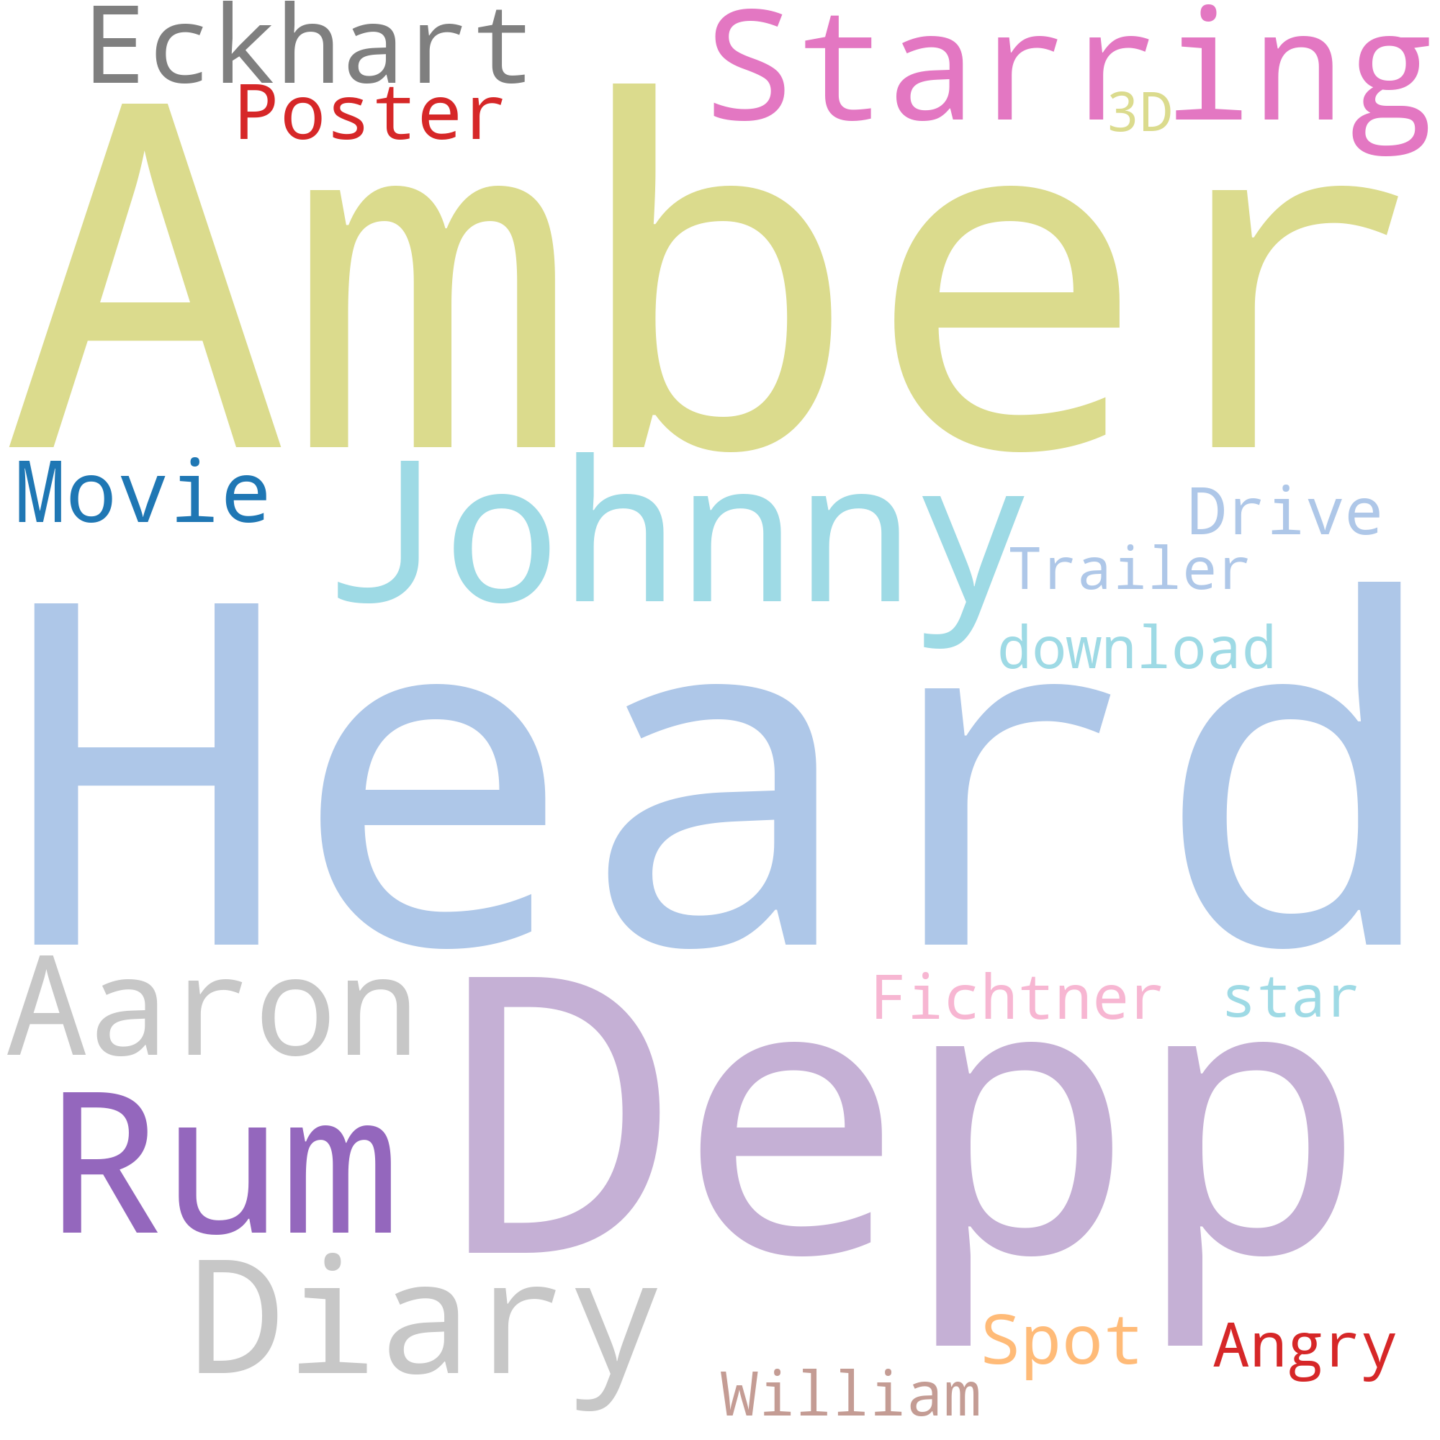 Eckhart
Starring
Poster
3D
Amber
Movie
Johnny
Drive
Trailer
download
Heard
Aaron
Depp
Fichtner
star
Rum
Diary
Spot
Angry
William